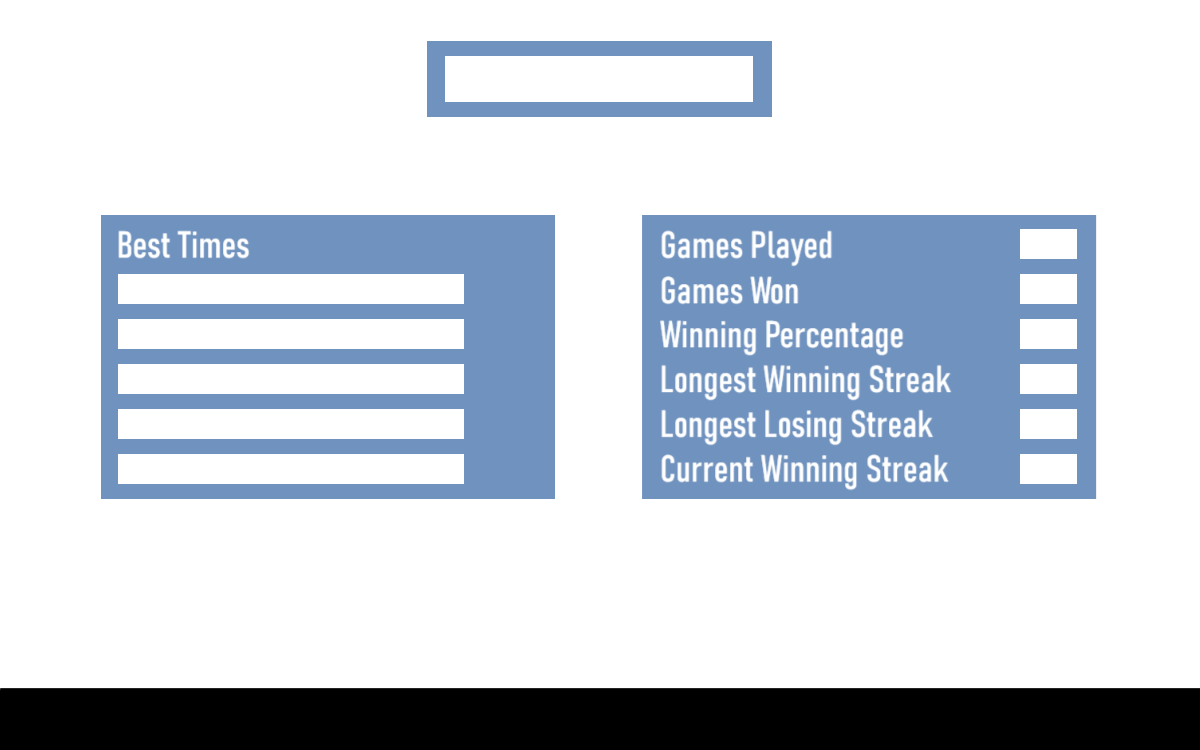 Best Times
Games Played
Games Won
Winning Percentage
Longest Winning Streak
Longest Losing Streak
Current Winning Streak